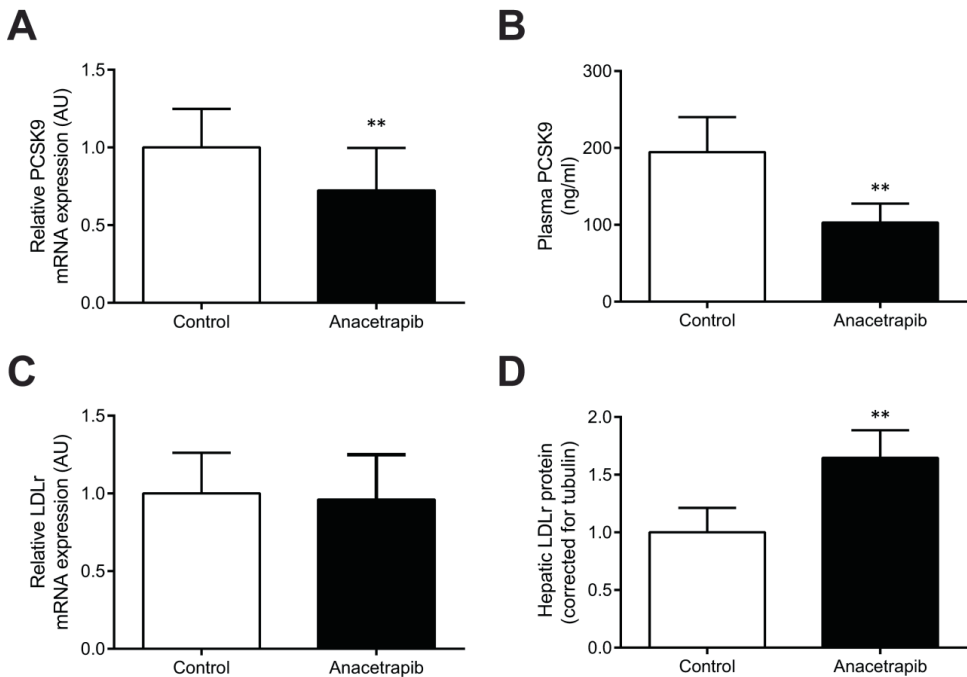 A
Relative PCSK9
mRNA expression (AU)
1.5
1.0
0.5
0.0
**
Control
Anacetrapib
B
Plasma PCSK9
(ng/ml)
300
200
100
0
**
Control
Anacetrapib
C
Relative LDLr
mRNA expression (AU)
1.5
1.0
0.5
0.0
Control
Anacetrapib
D
Hepatic LDLr protein
(corrected for tubulin)
2.0
1.5
1.0
0.5
0.0
**
Control
Anacetrapib